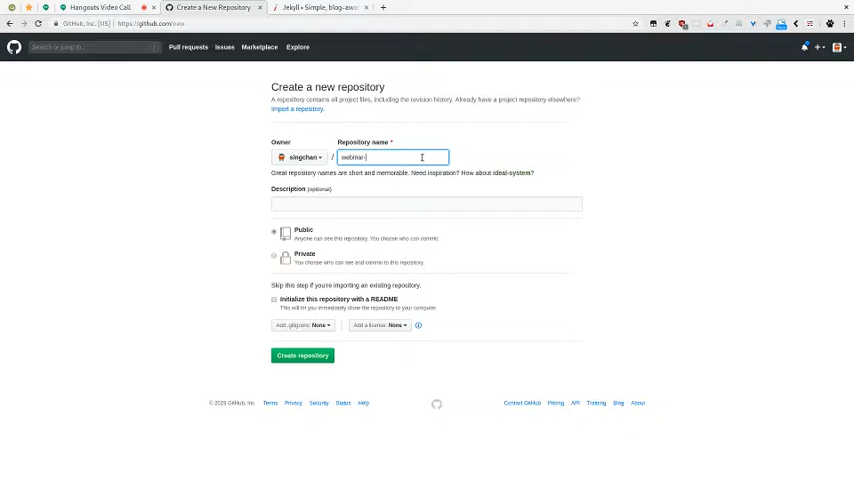 Hangouts Video Call
Create a New Repository
Jekyll • Simple, blog-awa
GitHub, Inc. [US]
https://github.com/new
Search or jump to...
Pull requests
Issues
Marketplace
Explore
Create a new repository
A repository contains all project files, including the revision history. Already have a project repository elsewhere?
Import a repository.
Owner
Repository name *
singchan
/
webinar-
Great repository names are short and memorable. Need inspiration? How about ideal-system?
Description (optional)
Public
Anyone can see this repository. You choose who can commit.
Private
You choose who can see and commit to this repository.
Skip this step if you're importing an existing repository.
Initialize this repository with a README
This will let you immediately clone the repository to your computer.
Add .gitignore: None
Add a license: None
Create repository
© 2019 GitHub, Inc.
Terms
Privacy
Security
Status
Help
Contact GitHub
Pricing
API
Training
Blog
About